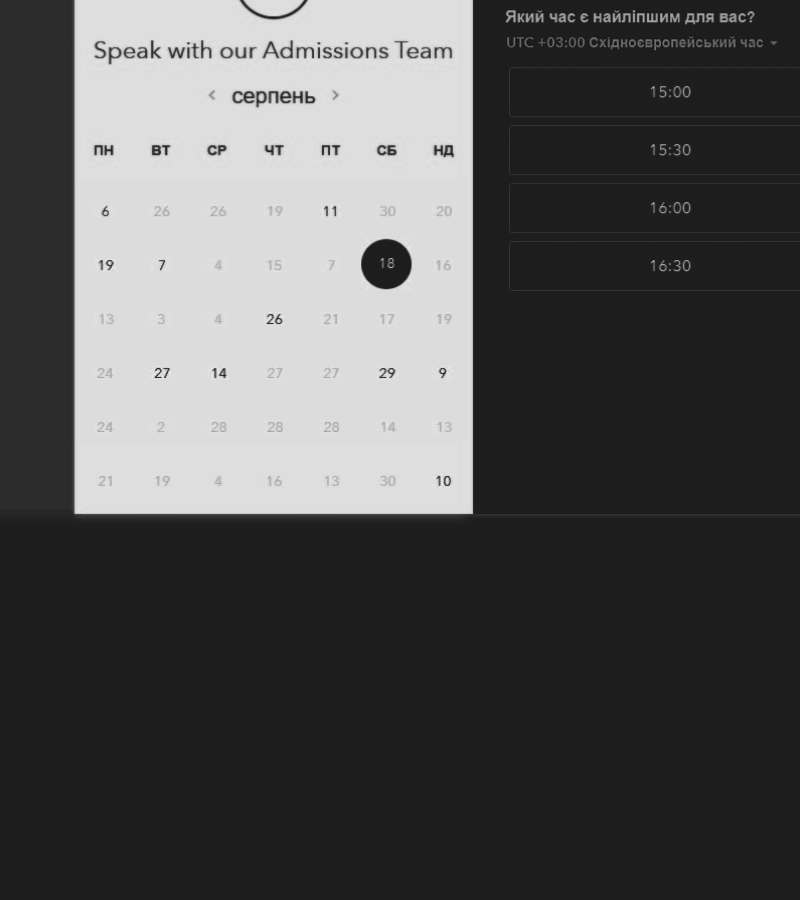 Speak with our Admissions Team
< серпень >
ПН ВТ СР ЧТ ПТ СБ НД
6 26 26 19 11 30 20
19 7 4 15 7 18 16
13 3 4 26 21 17 19
24 27 14 27 27 29 9
24 2 28 28 28 14 13
21 19 4 16 13 30 10
Який час є найліпшим для вас?
UTC +03:00 Східноєвропейський час
15:00
15:30
16:00
16:30